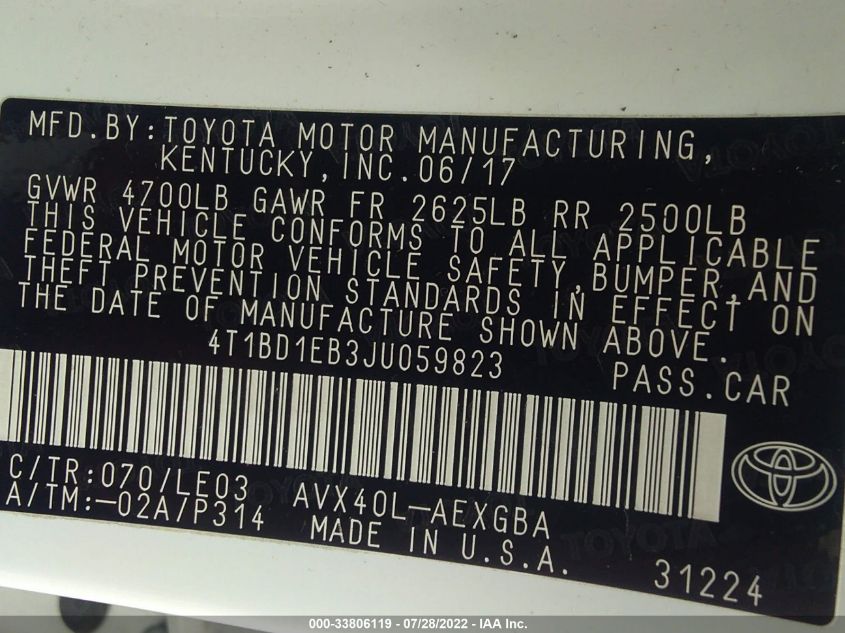 MFD.BY:TOYOTA MOTOR MANUFACTURING,
KENTUCKY,INC.06/17
GVWR 4700LB GAWR FR 2625LB RR 2500LB
THIS VEHICLE CONFORMS TO ALL APPLICABLE
FEDERAL MOTOR VEHICLE SAFETY,BUMPER,AND
THEFT PREVENTION STANDARDS IN EFFECT ON
THE DATE OF MANUFACTURE SHOWN ABOVE.
4T1BD1EB3JU059823
PASS.CAR
C/TR:070/LE03 AVX40L-AEXGBA
A/TM:-02A/P314 MADE IN U.S.A.
31224
000-33806119 - 07/28/2022 - IAA Inc.